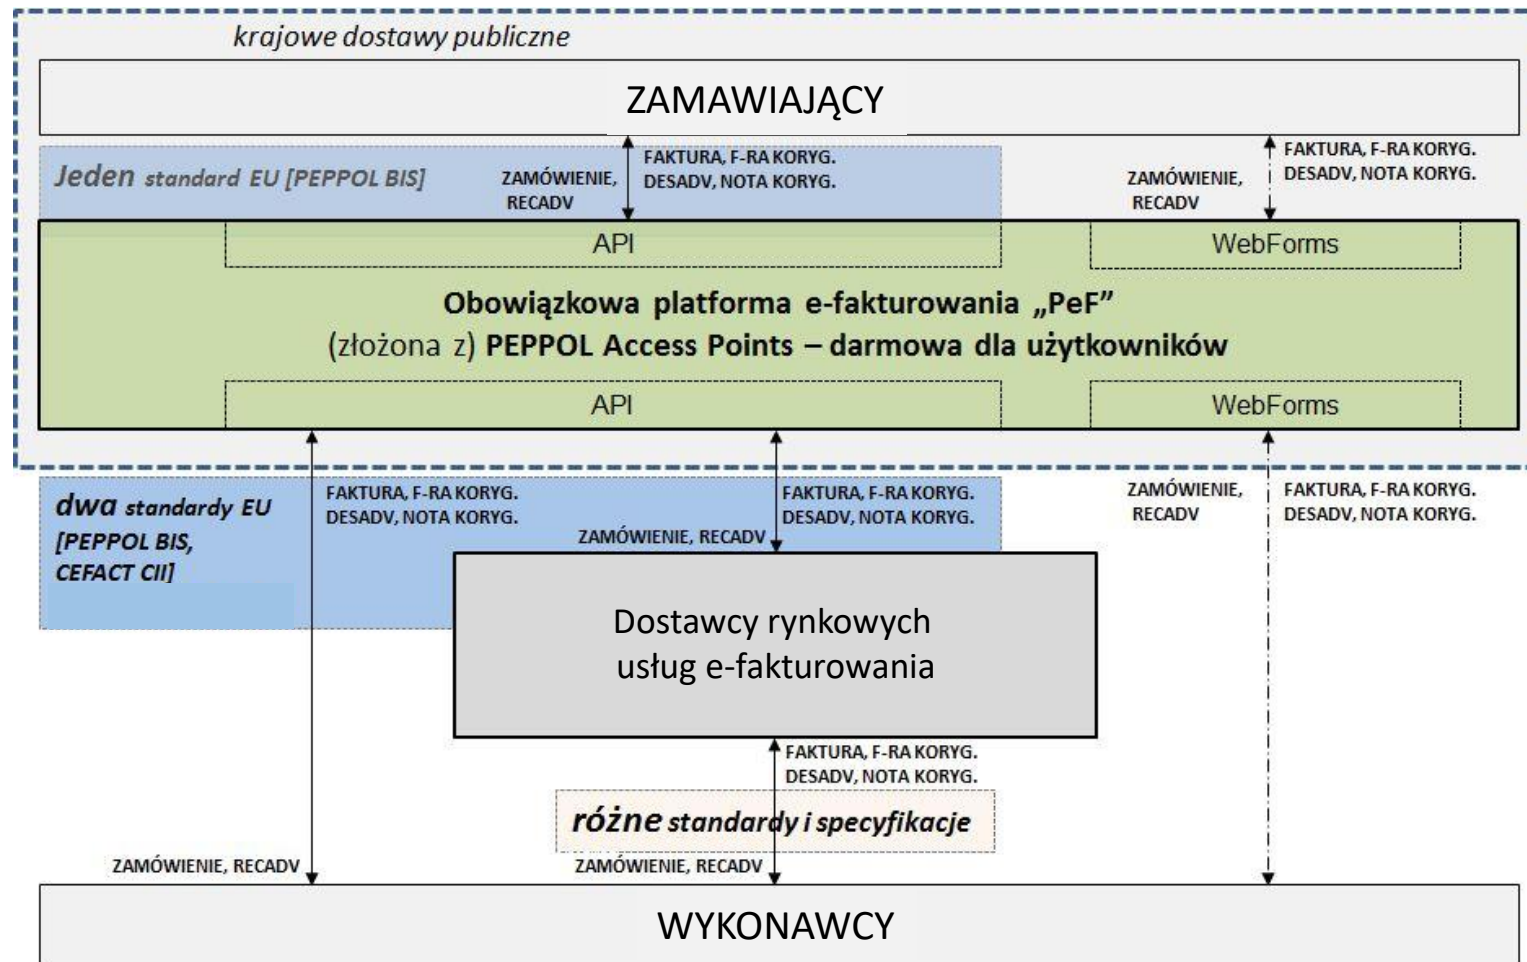 krajowe dostawy publiczne
ZAMAWIAJĄCY
Jeden standard EU [PEPPOL BIS]
ZAMÓWIENIE,
RECADV
FAKTURA, F-RA KORYG.
DESADV, NOTA KORYG.
ZAMÓWIENIE,
RECADV
FAKTURA, F-RA KORYG.
DESADV, NOTA KORYG.
API
WebForms
Obowiązkowa platforma e-fakturowania „PeF”
(złożona z) PEPPOL Access Points – darmowa dla użytkowników
API
WebForms
dwa standardy EU
[PEPPOL BIS,
CEFACT CII]
FAKTURA, F-RA KORYG.
DESADV, NOTA KORYG.
FAKTURA, F-RA KORYG.
DESADV, NOTA KORYG.
ZAMÓWIENIE, RECADV
ZAMÓWIENIE,
RECADV
FAKTURA, F-RA KORYG.
DESADV, NOTA KORYG.
Dostawcy rynkowych
usług e-fakturowania
FAKTURA, F-RA KORYG.
DESADV, NOTA KORYG.
różne standardy i specyfikacje
ZAMÓWIENIE, RECADV
ZAMÓWIENIE, RECADV
WYKONAWCY